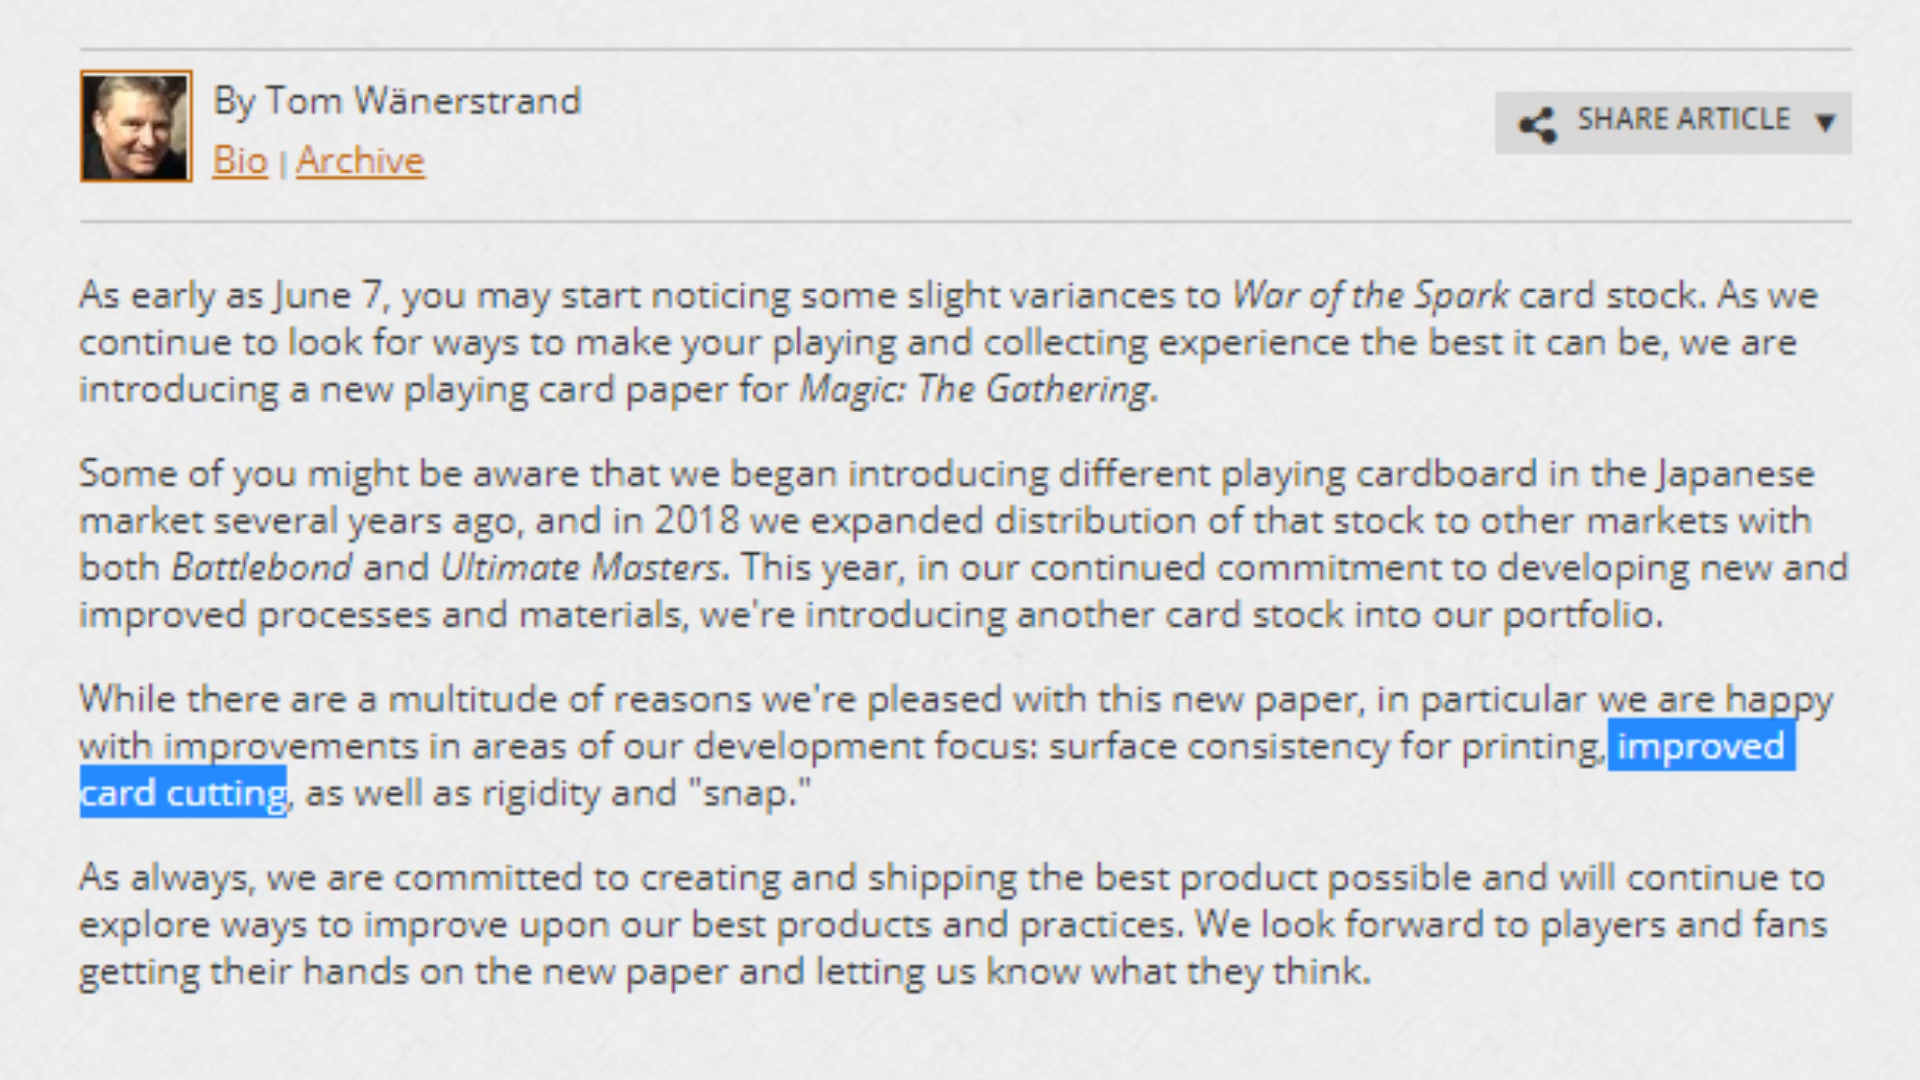 By Tom Wänerstrand
Bio | Archive
SHARE ARTICLE ▼
As early as June 7, you may start noticing some slight variances to War of the Spark card stock. As we
continue to look for ways to make your playing and collecting experience the best it can be, we are
introducing a new playing card paper for Magic: The Gathering.
Some of you might be aware that we began introducing different playing cardboard in the Japanese
market several years ago, and in 2018 we expanded distribution of that stock to other markets with
both Battlebond and Ultimate Masters. This year, in our continued commitment to developing new and
improved processes and materials, we're introducing another card stock into our portfolio.
While there are a multitude of reasons we're pleased with this new paper, in particular we are happy
with improvements in areas of our development focus: surface consistency for printing, improved
card cutting, as well as rigidity and "snap."
As always, we are committed to creating and shipping the best product possible and will continue to
explore ways to improve upon our best products and practices. We look forward to players and fans
getting their hands on the new paper and letting us know what they think.